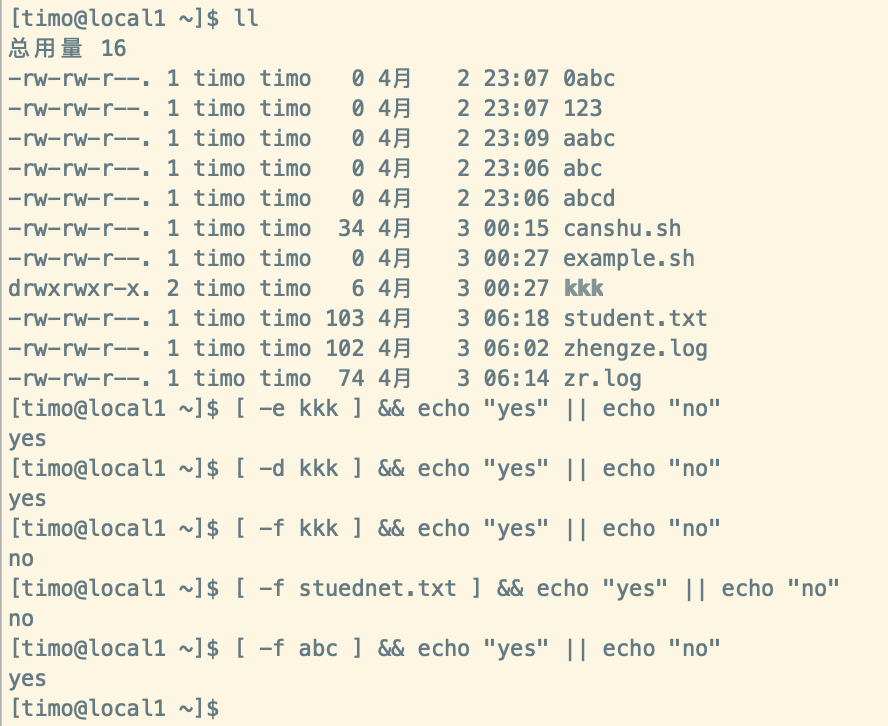 [timo@local1 ~]$ ll
总用量 16
-rw-rw-r--. 1 timo timo   0 4月   2 23:07 0abc
-rw-rw-r--. 1 timo timo   0 4月   2 23:07 123
-rw-rw-r--. 1 timo timo   0 4月   2 23:09 aabc
-rw-rw-r--. 1 timo timo   0 4月   2 23:06 abc
-rw-rw-r--. 1 timo timo   0 4月   2 23:06 abcd
-rw-rw-r--. 1 timo timo  34 4月   3 00:15 canshu.sh
-rw-rw-r--. 1 timo timo   0 4月   3 00:27 example.sh
drwxrwxr-x. 2 timo timo   6 4月   3 00:27 kkk
-rw-rw-r--. 1 timo timo 103 4月   3 06:18 student.txt
-rw-rw-r--. 1 timo timo 102 4月   3 06:02 zhengze.log
-rw-rw-r--. 1 timo timo  74 4月   3 06:14 zr.log
[timo@local1 ~]$ [ -e kkk ] && echo "yes" || echo "no"
yes
[timo@local1 ~]$ [ -d kkk ] && echo "yes" || echo "no"
yes
[timo@local1 ~]$ [ -f kkk ] && echo "yes" || echo "no"
no
[timo@local1 ~]$ [ -f stuednet.txt ] && echo "yes" || echo "no"
no
[timo@local1 ~]$ [ -f abc ] && echo "yes" || echo "no"
yes
[timo@local1 ~]$